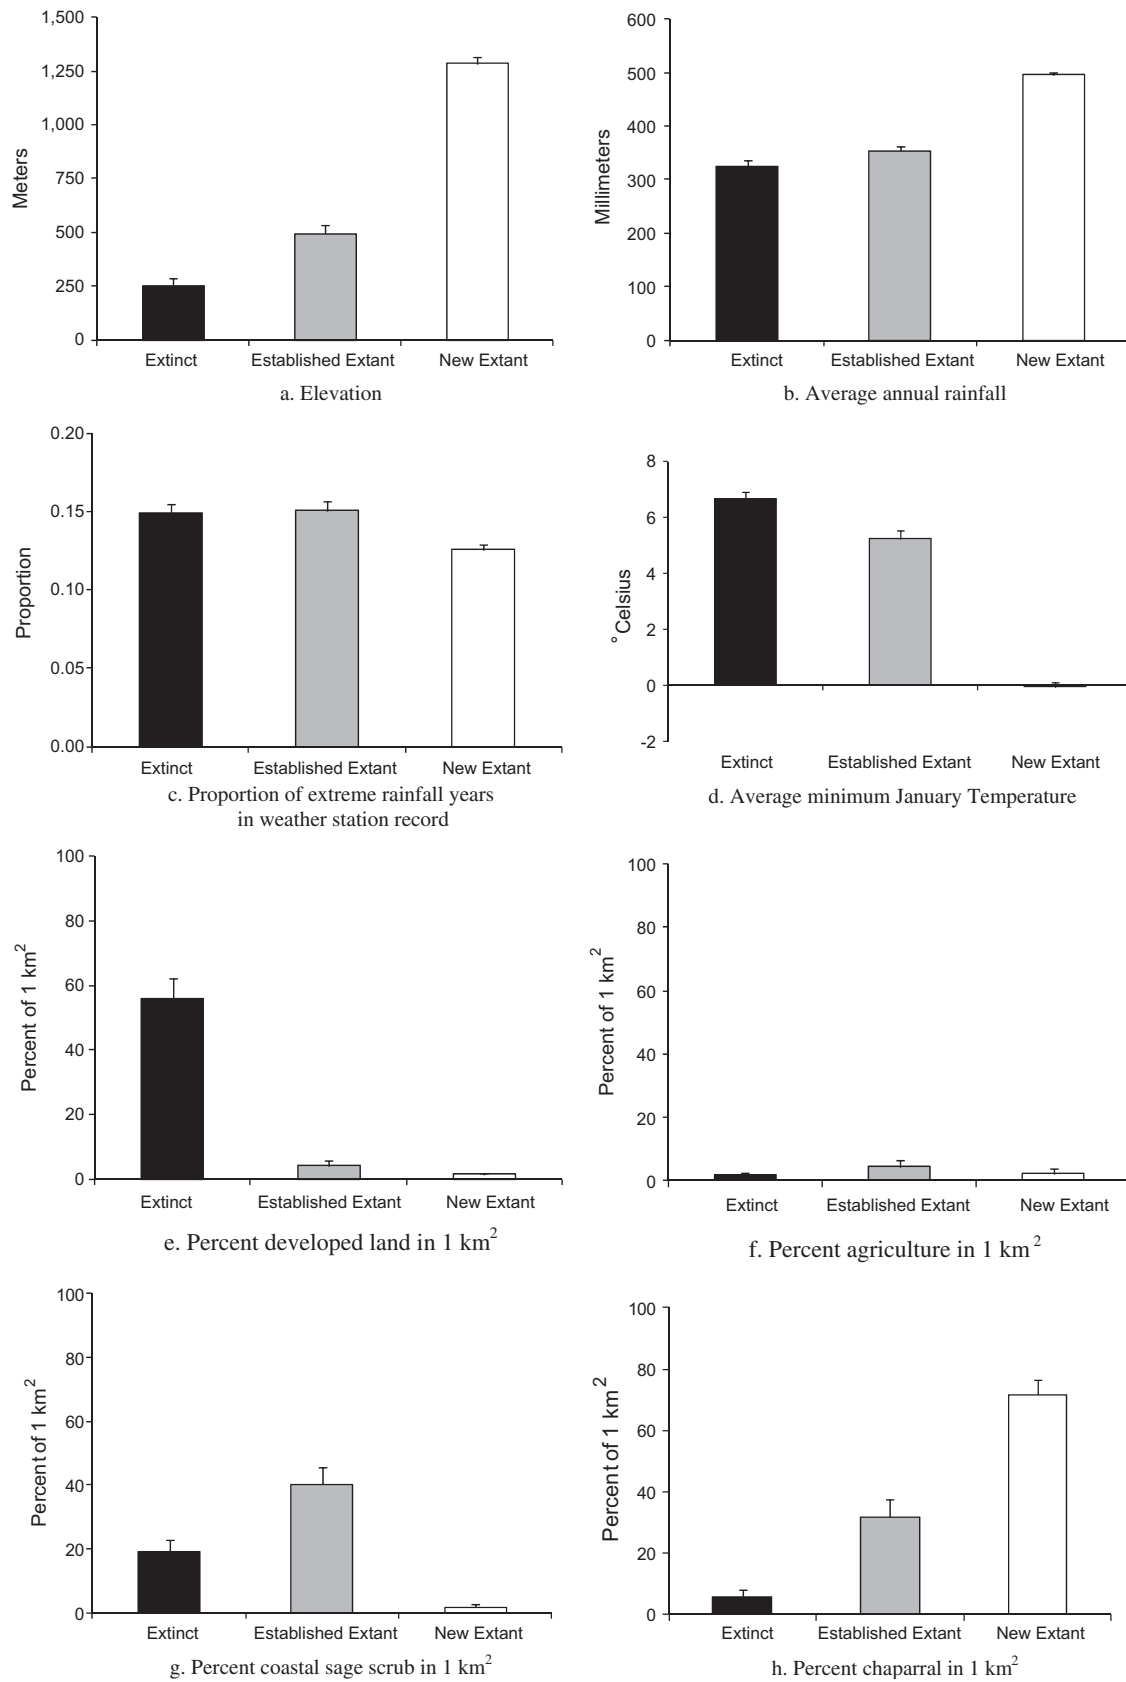 1,500
1,250
1,000
750
500
250
0
Meters
Extinct Established Extant New Extant
a. Elevation
600
500
400
300
200
100
0
Millimeters
Extinct Established Extant New Extant
b. Average annual rainfall
0.20
0.15
0.10
0.05
0.00
Proportion
Extinct Established Extant New Extant
c. Proportion of extreme rainfall years
in weather station record
8
6
4
2
0
-2
°Celsius
Extinct Established Extant New Extant
d. Average minimum January Temperature
100
80
60
40
20
0
Percent of 1 km²
Extinct Established Extant New Extant
e. Percent developed land in 1 km²
100
80
60
40
20
0
Percent of 1 km²
Extinct Established Extant New Extant
f. Percent agriculture in 1 km²
100
80
60
40
20
0
Percent of 1 km²
Extinct Established Extant New Extant
g. Percent coastal sage scrub in 1 km²
100
80
60
40
20
0
Percent of 1 km²
Extinct Established Extant New Extant
h. Percent chaparral in 1 km²